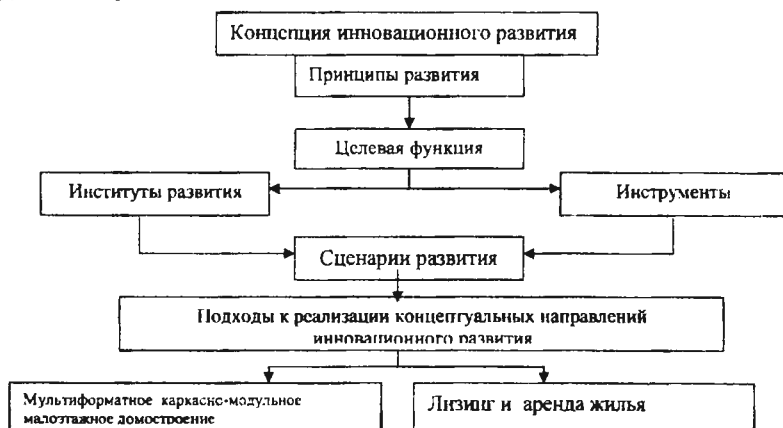 Концепция инновационного развития
Принципы развития
Целевая функция
Институты развития
Инструменты
Сценарии развития
Подходы к реализации концептуальных направлений
инновационного развития
Мультиформатное каркасно-модульное
малоэтажное домостроение
Лизинг и аренда жилья